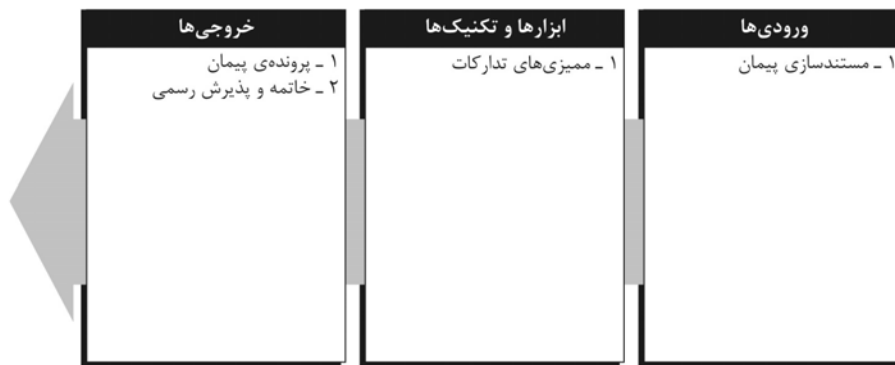 ورودی‌ها
۱ ـ مستندسازی پیمان
ابزارها و تکنیک‌ها
۱ ـ ممیزی‌های تدارکات
خروجی‌ها
۱ ـ پرونده‌ی پیمان
۲ ـ خاتمه و پذیرش رسمی